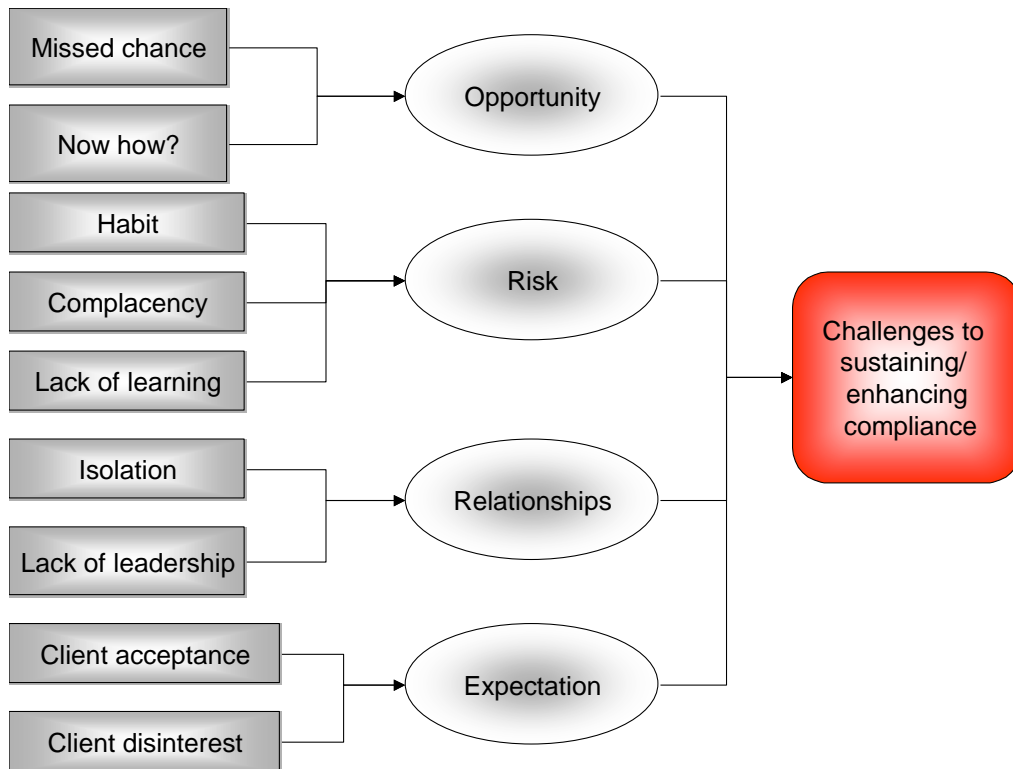 Missed chance
Now how?
Opportunity
Habit
Complacency
Lack of learning
Risk
Isolation
Lack of leadership
Relationships
Client acceptance
Client disinterest
Expectation
Challenges to
sustaining/
enhancing
compliance